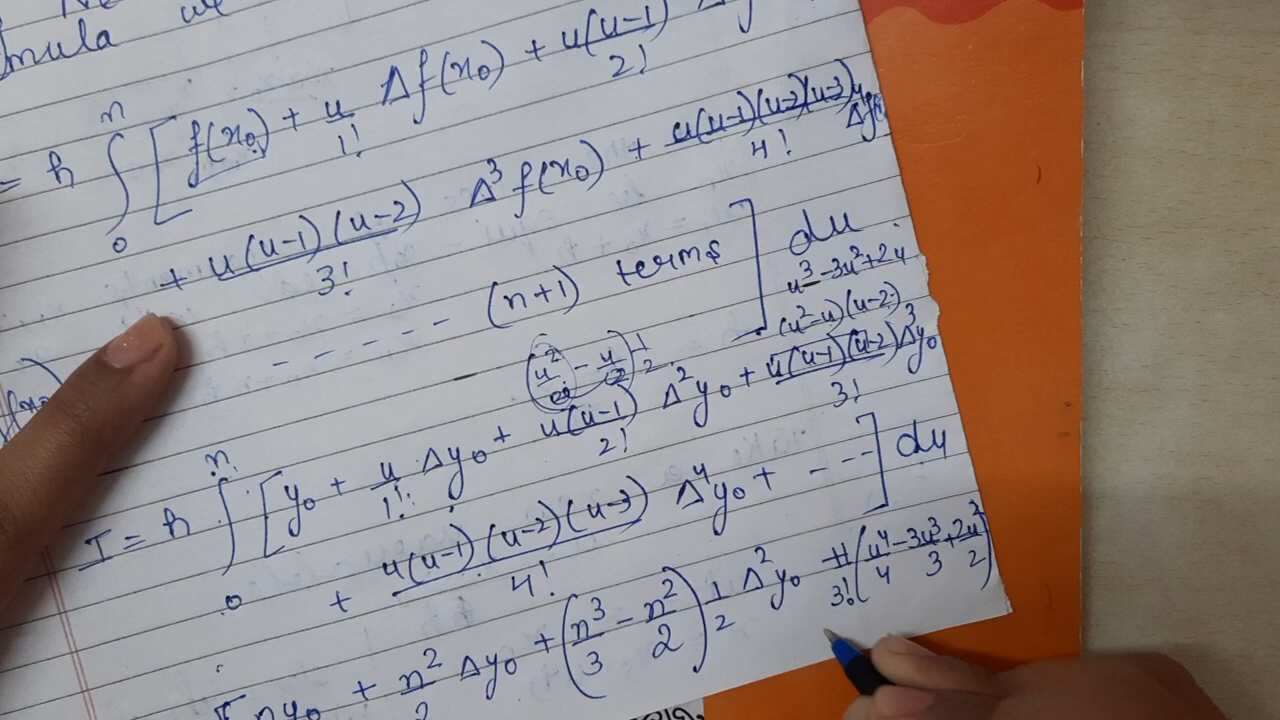 mula we
= h ∫₀ⁿ [ f(x₀) + u/1! Δf(x₀) + u(u-1)/2!
+ u(u-1)(u-2)/3! Δ³f(x₀) + u(u-1)(u-2)(u-3)/4! Δ⁴f(
- - - - - - (n+1) terms ] du
u³-3u²+2u
(u²-u)(u-2)
(u²/2 - u/2) 1/2
I = h ∫₀ⁿ [ y₀ + u/1! Δy₀ + u(u-1)/2! Δ²y₀ + u(u-1)(u-2)/3! Δ³y₀
+ u(u-1)(u-2)(u-3)/4! Δ⁴y₀ + - - - ] du
[ ny₀ + n²/2 Δy₀ + (n³/3 - n²/2) 1/2 Δ²y₀ + 1/3! (u⁴/4 - 3u³/3 + 2u²/2)